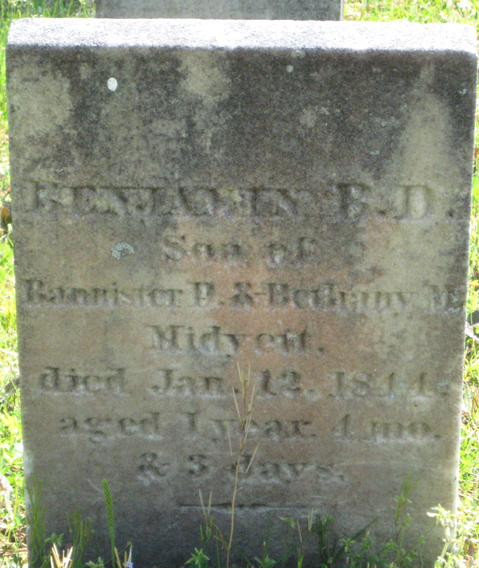 BENJAMIN B.D.
Son of
Bannister D. & Bethany M.
Midyett.
died Jan. 12, 1844:
aged 1 year. 4 mo.
& 3 days.